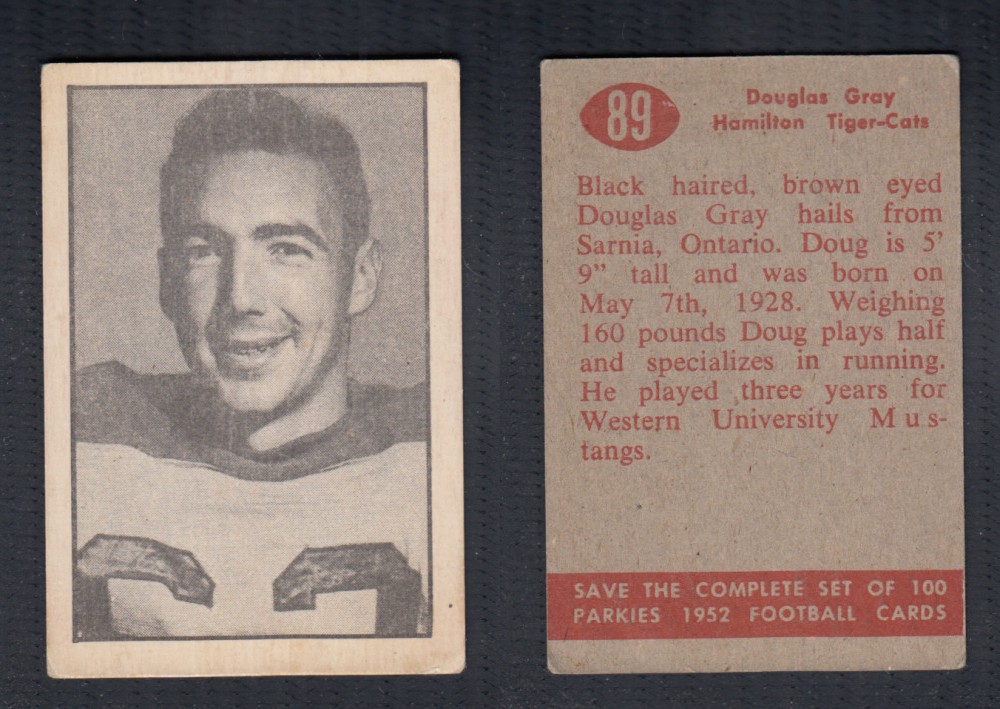 89
Douglas Gray
Hamilton Tiger-Cats
Black haired, brown eyed
Douglas Gray hails from
Sarnia, Ontario. Doug is 5'
9" tall and was born on
May 7th, 1928. Weighing
160 pounds Doug plays half
and specializes in running.
He played three years for
Western University Mus-
tangs.
SAVE THE COMPLETE SET OF 100
PARKIES 1952 FOOTBALL CARDS